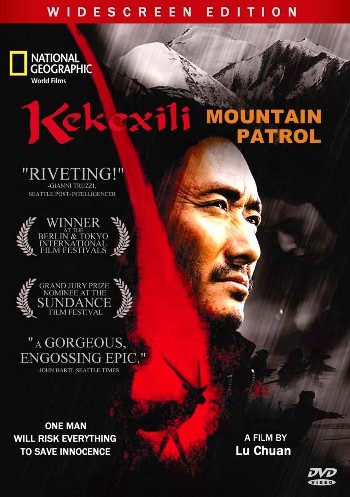 WIDESCREEN EDITION
NATIONAL
GEOGRAPHIC
World Films
Kekexili
MOUNTAIN
PATROL
"RIVETING!"
-GIANNI TRUZZI,
SEATTLE POST-INTELLIGENCER
WINNER
AT THE
BERLIN & TOKYO
INTERNATIONAL
FILM FESTIVALS
GRAND JURY PRIZE
NOMINEE AT THE
SUNDANCE
FILM FESTIVAL
"A GORGEOUS,
ENGOSSING EPIC."
-JOHN HARTL, SEATTLE TIMES
ONE MAN
WILL RISK EVERYTHING
TO SAVE INNOCENCE
A FILM BY
Lu Chuan
DVD